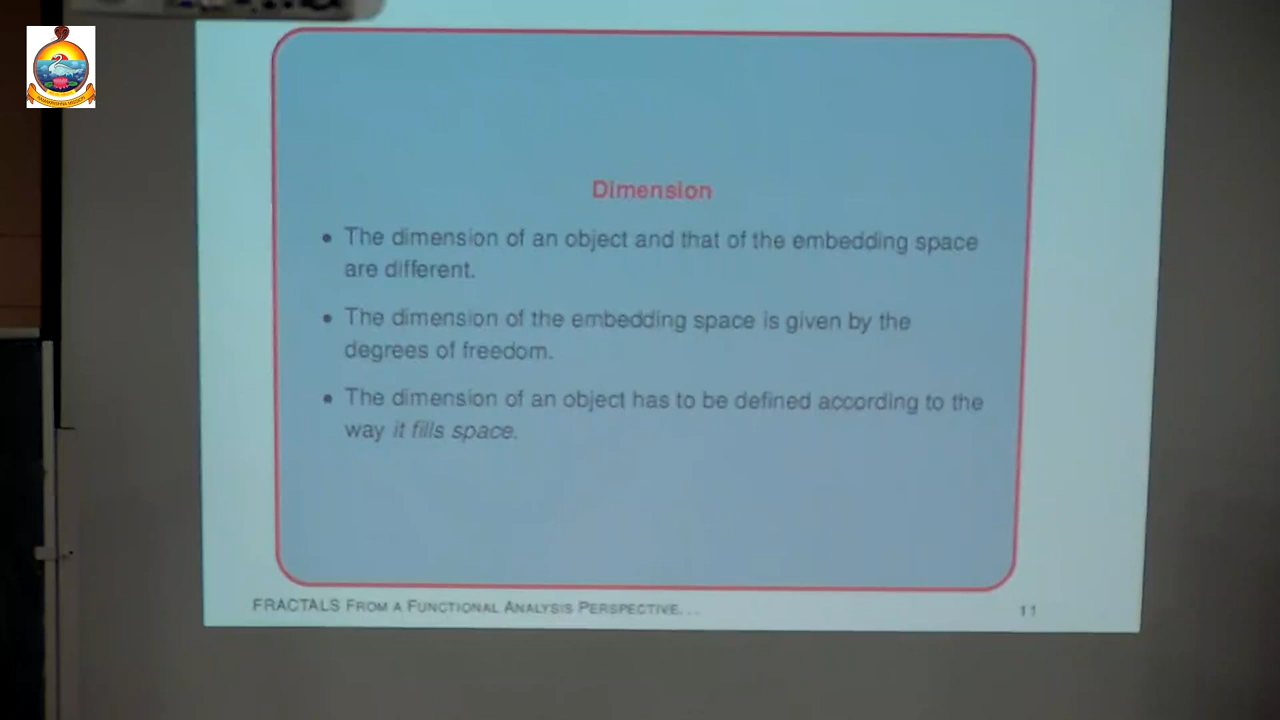 Dimension
• The dimension of an object and that of the embedding space
are different.
• The dimension of the embedding space is given by the
degrees of freedom.
• The dimension of an object has to be defined according to the
way it fills space.
FRACTALS FROM A FUNCTIONAL ANALYSIS PERSPECTIVE... 11